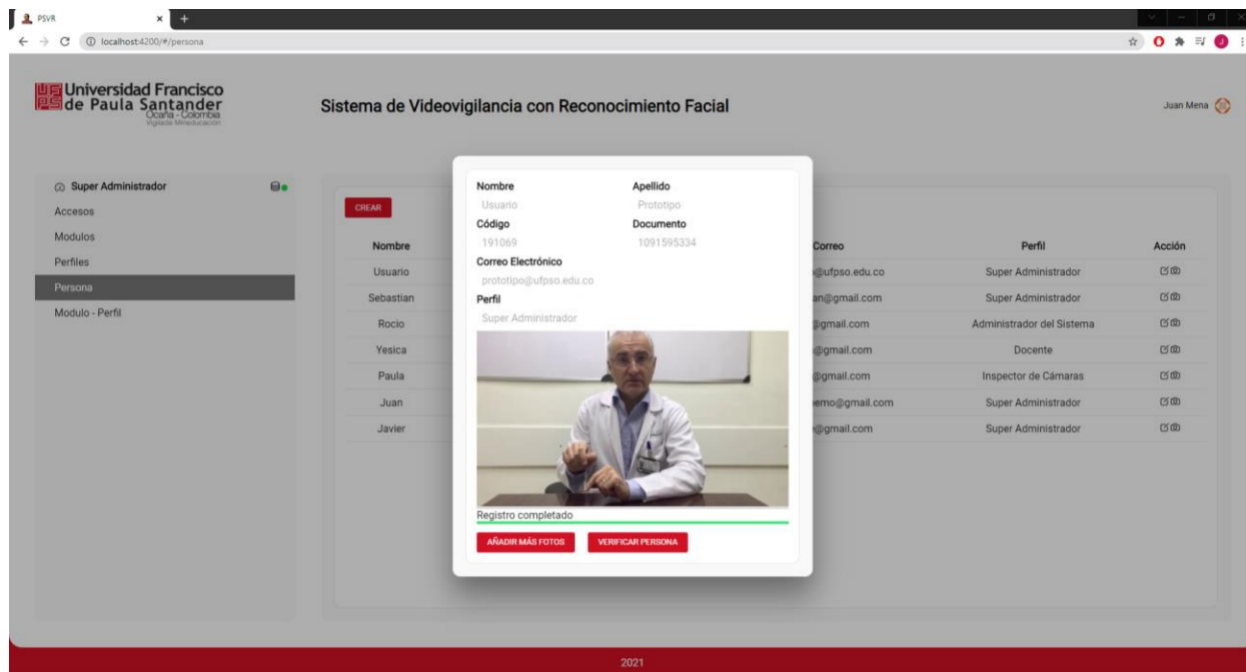 PSVR
localhost:4200/#/persona
Universidad Francisco
de Paula Santander
Ocaña - Colombia
Vigilada Mineducación
Sistema de Videovigilancia con Reconocimiento Facial
Juan Mena
Super Administrador
Accesos
Modulos
Perfiles
Persona
Modulo - Perfil
CREAR
Nombre Correo Perfil Acción
Usuario @ufpso.edu.co Super Administrador
Sebastian an@gmail.com Super Administrador
Rocio @gmail.com Administrador del Sistema
Yesica @gmail.com Docente
Paula @gmail.com Inspector de Cámaras
Juan emo@gmail.com Super Administrador
Javier @gmail.com Super Administrador
Nombre Apellido
Usuario Prototipo
Código Documento
191069 1091595334
Correo Electrónico
prototipo@ufpso.edu.co
Perfil
Super Administrador
Registro completado
AÑADIR MÁS FOTOS VERIFICAR PERSONA
2021